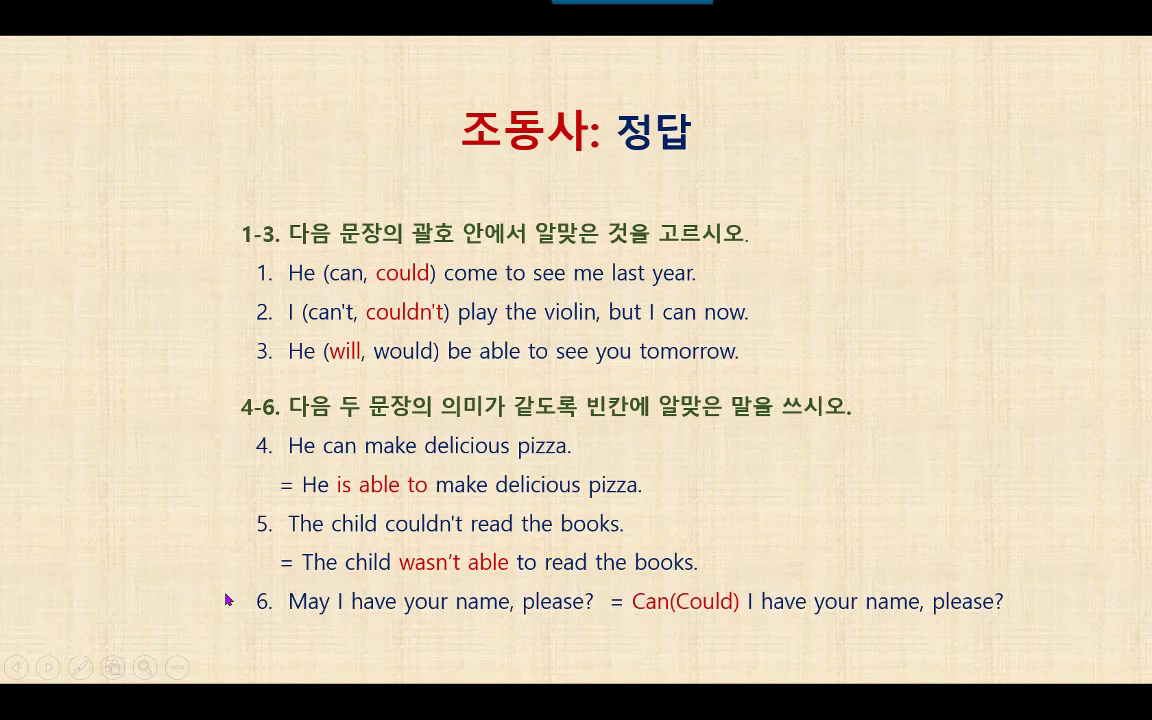 조동사: 정답
1-3. 다음 문장의 괄호 안에서 알맞은 것을 고르시오.
1. He (can, could) come to see me last year.
2. I (can't, couldn't) play the violin, but I can now.
3. He (will, would) be able to see you tomorrow.
4-6. 다음 두 문장의 의미가 같도록 빈칸에 알맞은 말을 쓰시오.
4. He can make delicious pizza.
= He is able to make delicious pizza.
5. The child couldn't read the books.
= The child wasn’t able to read the books.
6. May I have your name, please? = Can(Could) I have your name, please?